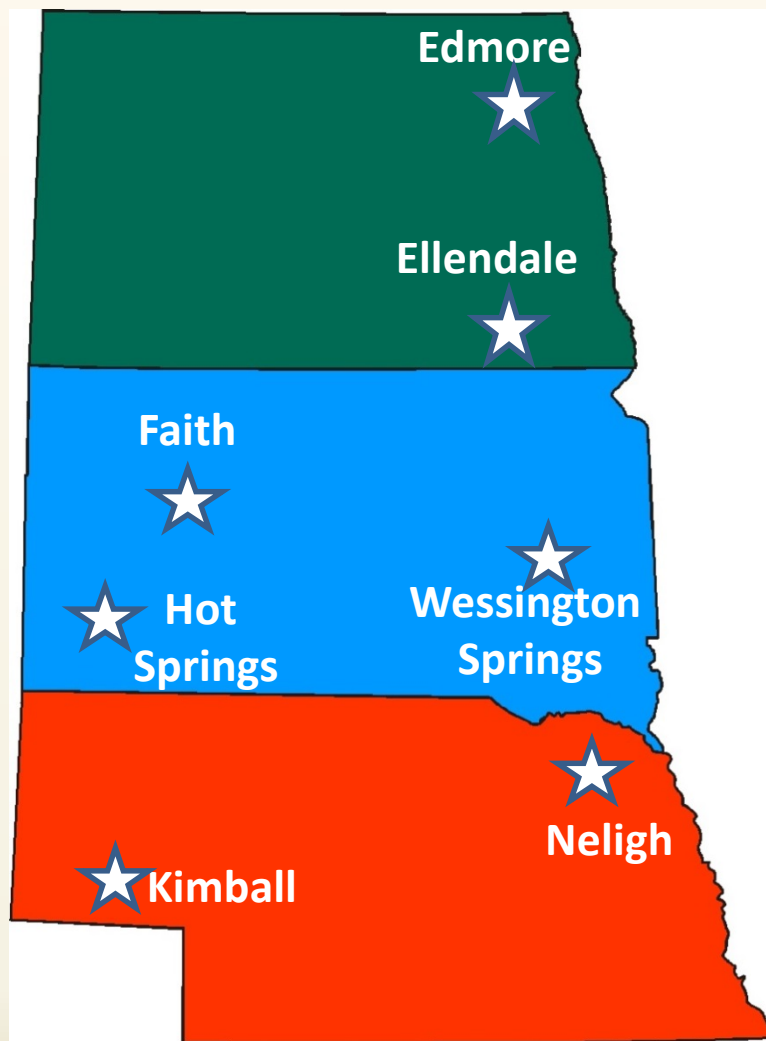 Edmore
Ellendale
Faith
Hot
Springs
Wessington
Springs
Neligh
Kimball